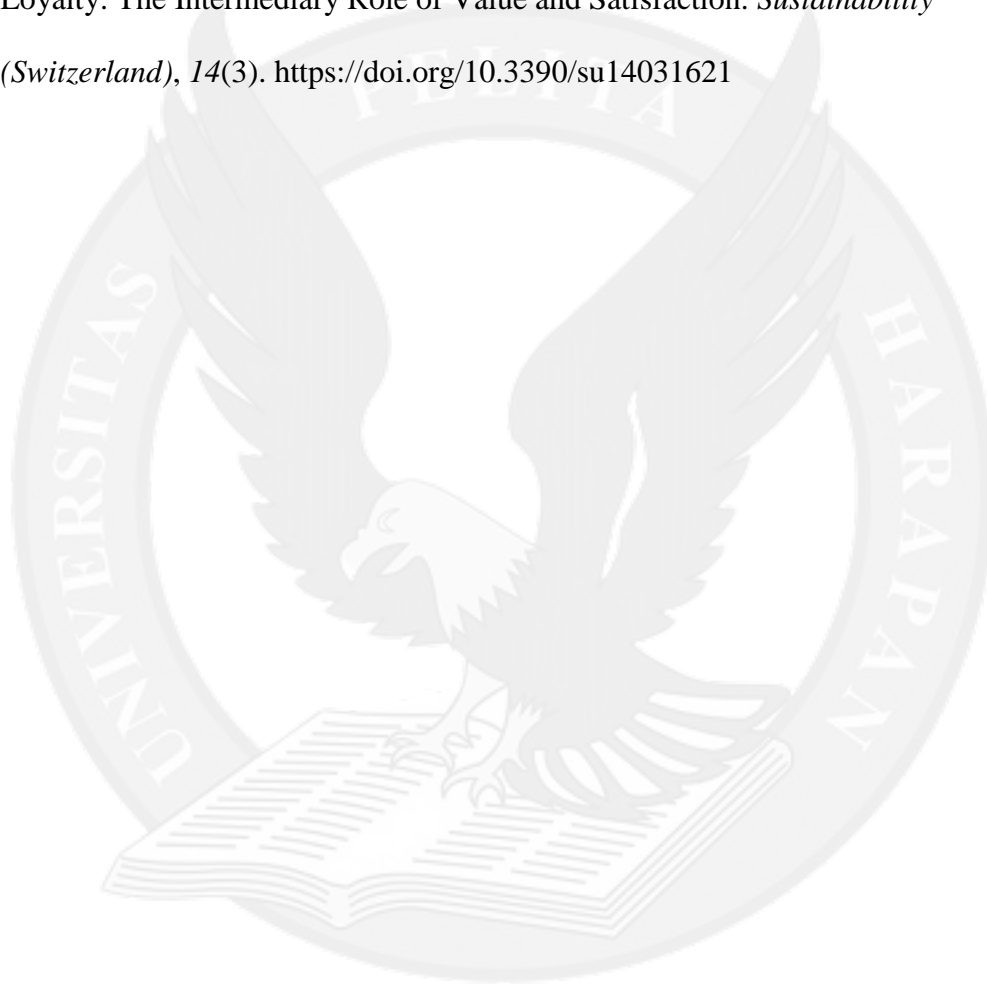 Loyalty: The Intermediary Role of Value and Satisfaction. Sustainability
(Switzerland), 14(3). https://doi.org/10.3390/su14031621
UNIVERSITAS PELITA HARAPAN